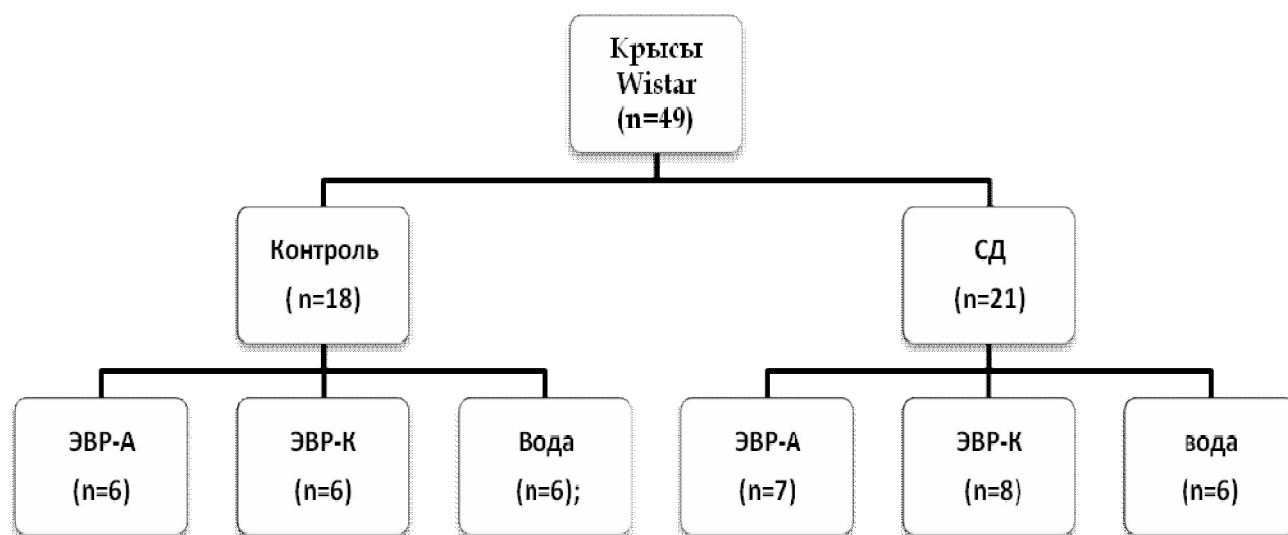 Крысы
Wistar
(n=49)
Контроль
( n=18)
СД
(n=21)
ЭВР-А
(n=6)
ЭВР-К
(n=6)
Вода
(n=6);
ЭВР-А
(n=7)
ЭВР-К
(n=8)
вода
(n=6)